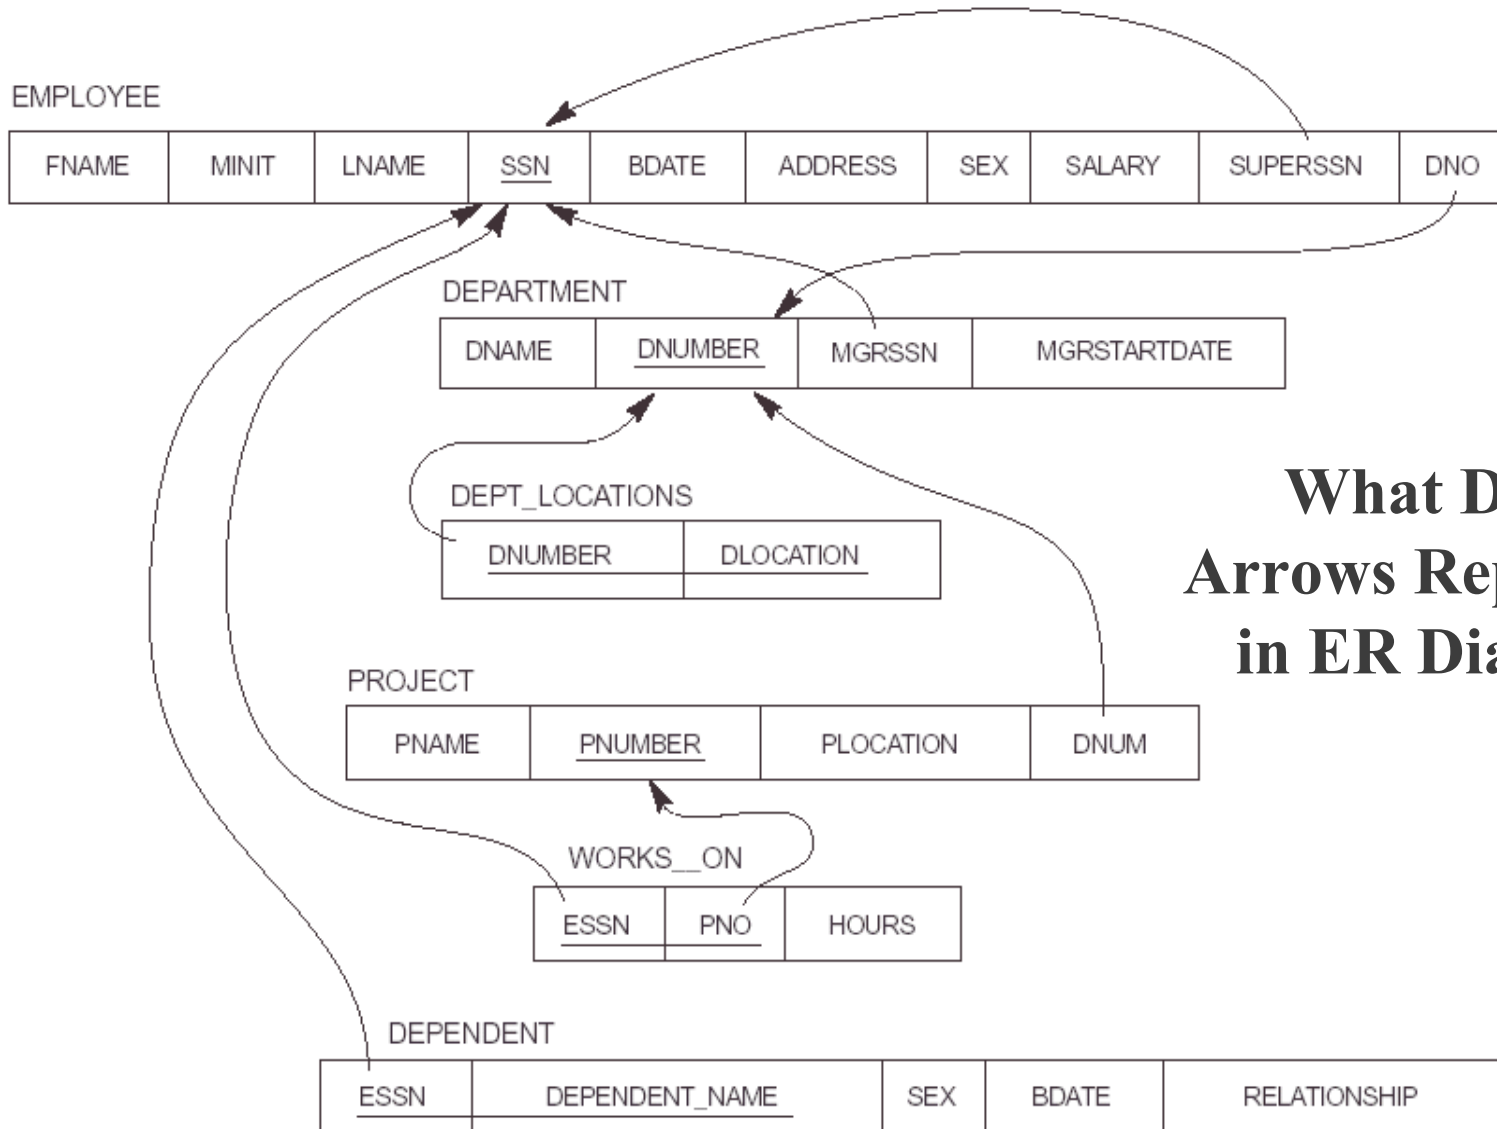 EMPLOYEE
FNAME MINIT LNAME SSN BDATE ADDRESS SEX SALARY SUPERSSN DNO
DEPARTMENT
DNAME DNUMBER MGRSSN MGRSTARTDATE
DEPT_LOCATIONS
DNUMBER DLOCATION
What D
Arrows Rep
in ER Dia
PROJECT
PNAME PNUMBER PLOCATION DNUM
WORKS__ON
ESSN PNO HOURS
DEPENDENT
ESSN DEPENDENT_NAME SEX BDATE RELATIONSHIP